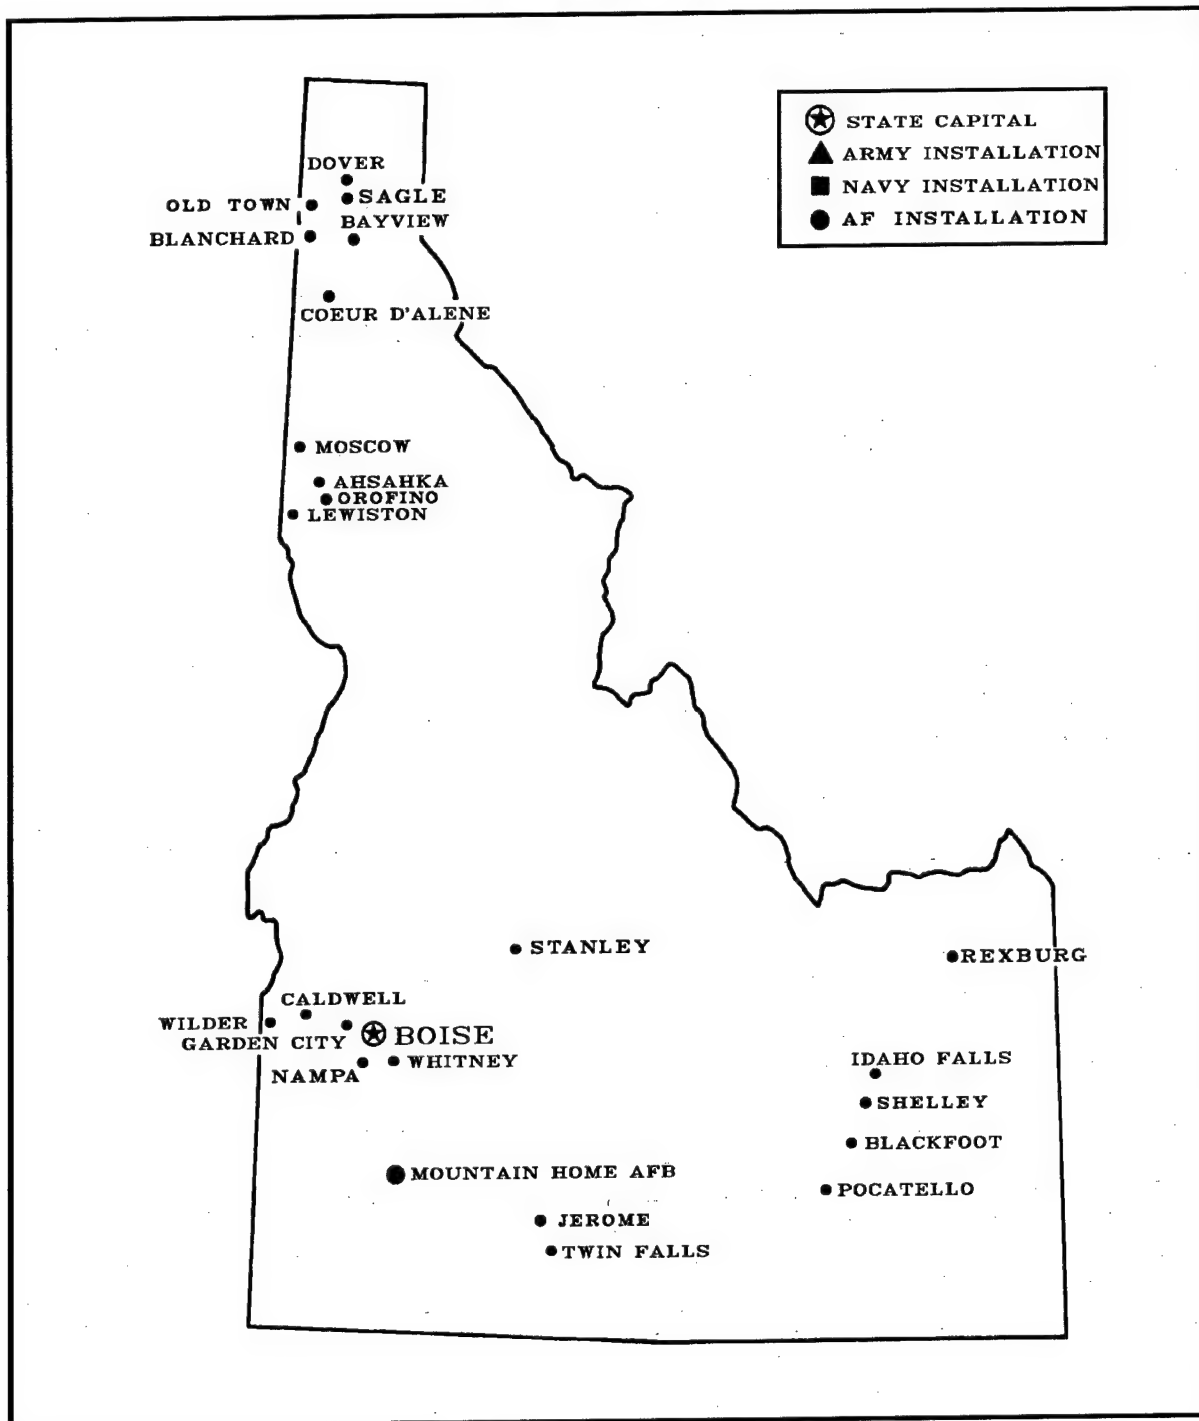 STATE CAPITAL
ARMY INSTALLATION
NAVY INSTALLATION
AF INSTALLATION
DOVER
SAGLE
OLD TOWN
BAYVIEW
BLANCHARD
COEUR D'ALENE
MOSCOW
AHSAHKA
OROFINO
LEWISTON
STANLEY
REXBURG
CALDWELL
WILDER
GARDEN CITY
BOISE
WHITNEY
NAMPA
IDAHO FALLS
SHELLEY
BLACKFOOT
MOUNTAIN HOME AFB
POCATELLO
JEROME
TWIN FALLS